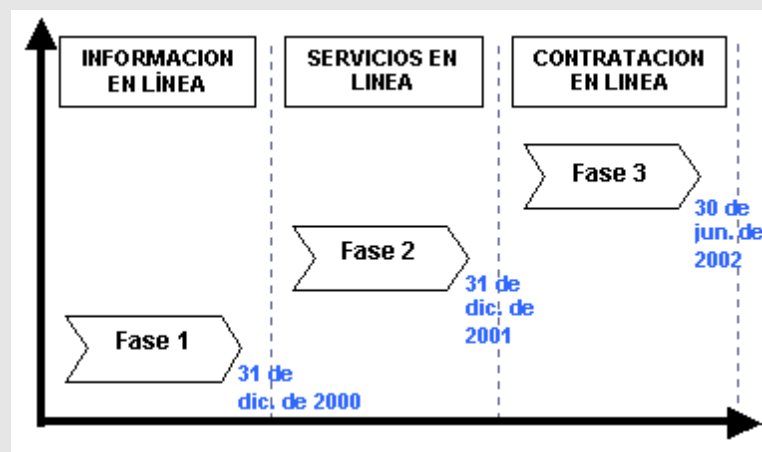 INFORMACION
EN LÍNEA
SERVICIOS EN
LINEA
CONTRATACION
EN LINEA
Fase 3
30 de
jun. de
2002
Fase 2
31 de
dic. de
2001
Fase 1
31 de
dic. de 2000